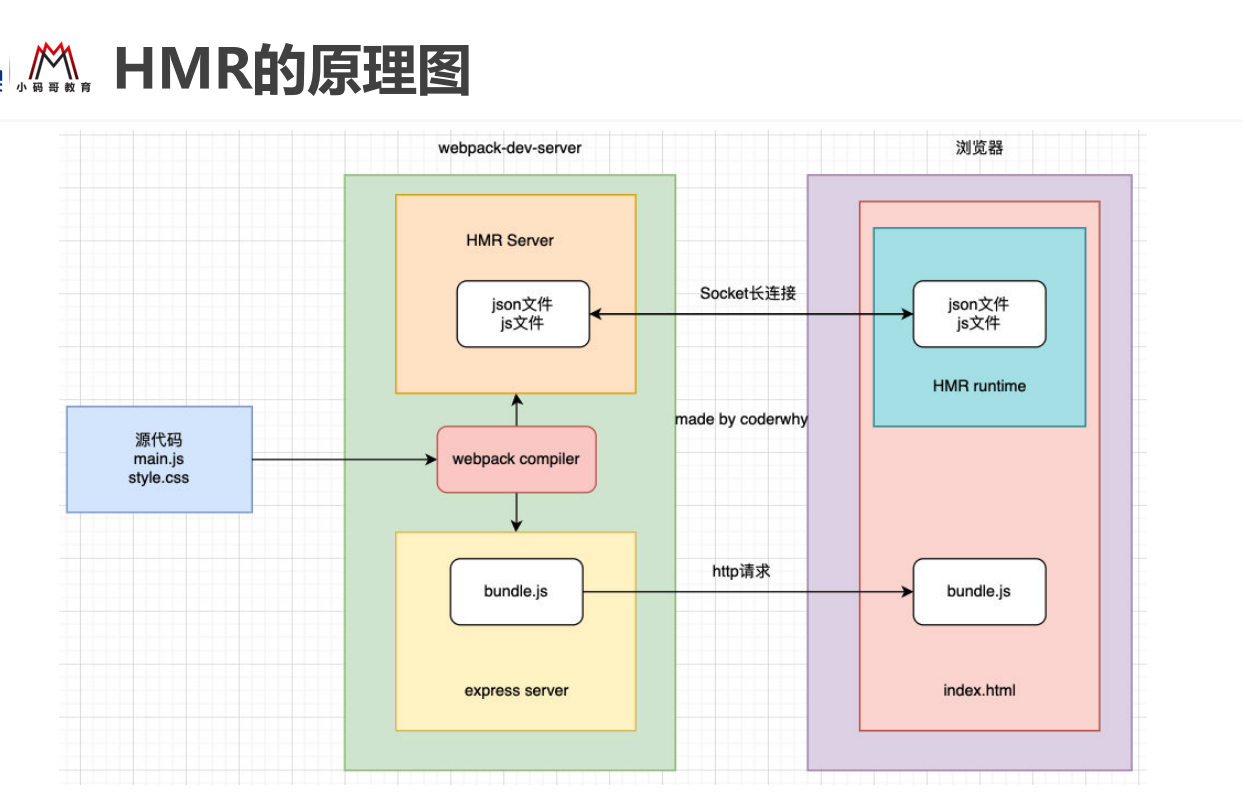 小码哥教育
HMR的原理图
webpack-dev-server
浏览器
HMR Server
json文件
js文件
Socket长连接
json文件
js文件
HMR runtime
made by coderwhy
源代码
main.js
style.css
webpack compiler
bundle.js
http请求
bundle.js
express server
index.html